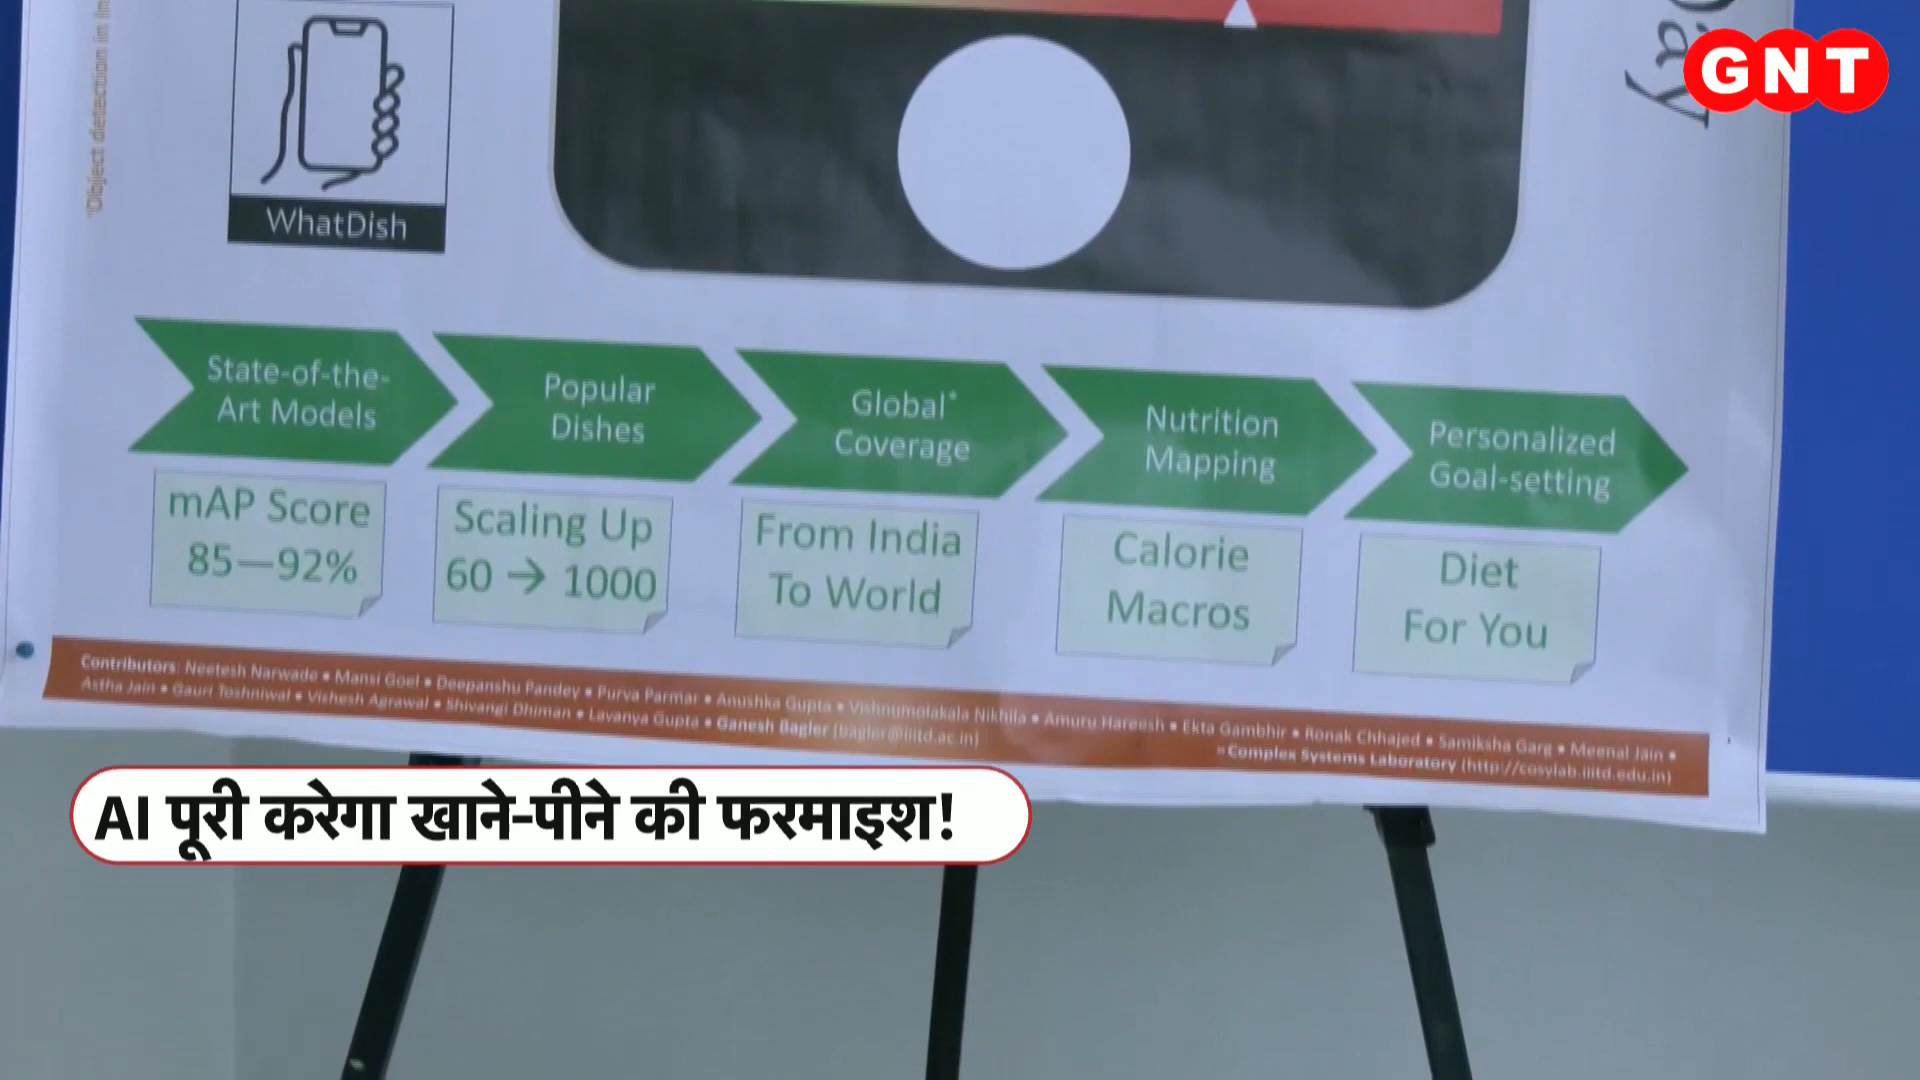 GNT
*Object detection in
ay
WhatDish
State-of-the-
Art Models
Popular
Dishes
Global*
Coverage
Nutrition
Mapping
Personalized
Goal-setting
mAP Score
85—92%
Scaling Up
60 → 1000
From India
To World
Calorie
Macros
Diet
For You
Contributors: Neetesh Narwade • Mansi Goel • Deepanshu Pandey • Purva Parmar • Anushka Gupta • Vishnumolakala Nikhila • Amuru Hareesh • Ekta Gambhir • Ronak Chhajed • Samiksha Garg • Meenal Jain •
Astha Jain • Gauri Toshniwal • Vishesh Agrawal • Shivangi Dhiman • Lavanya Gupta • Ganesh Bagler (bagler@iiitd.ac.in)
Complex Systems Laboratory (http://cosylab.iiitd.edu.in)
AI पूरी करेगा खाने-पीने की फरमाइश!